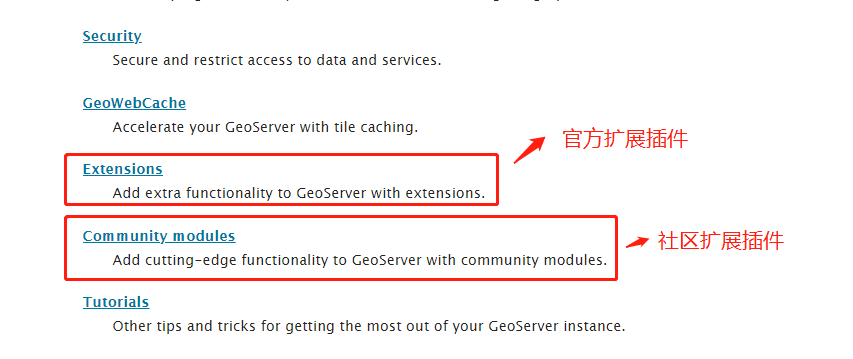 Security
Secure and restrict access to data and services.
GeoWebCache
Accelerate your GeoServer with tile caching.
官方扩展插件
Extensions
Add extra functionality to GeoServer with extensions.
Community modules
社区扩展插件
Add cutting-edge functionality to GeoServer with community modules.
Tutorials
Other tips and tricks for getting the most out of your GeoServer instance.